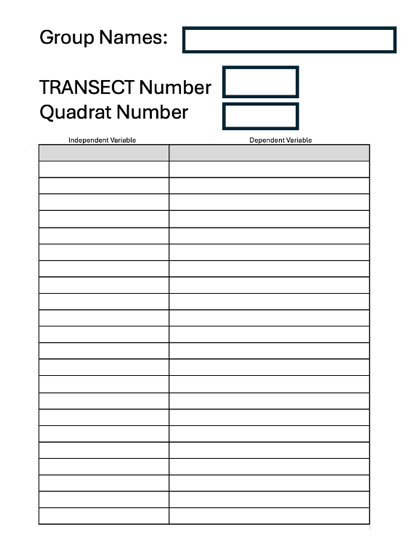 Group Names:
TRANSECT Number
Quadrat Number
Independent Variable Dependent Variable